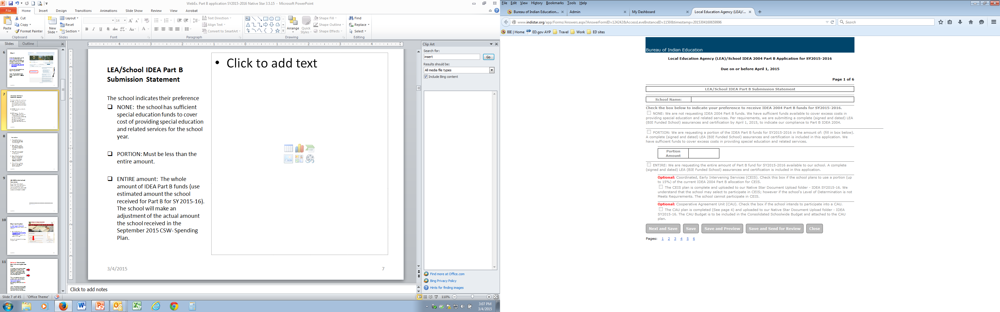 WebEx. Part B application SY2015-2016 Native Star 3.5.15 - Microsoft PowerPoint
File Home Insert Design Transitions Animations Slide Show Review View Acrobat
Cut
Copy
Format Painter
Paste
Clipboard
New
Slide
Layout
Reset
Section
Slides
14
Font
Paragraph
Text Direction
Align Text
Convert to SmartArt
Arrange
Quick
Styles
Shape Fill
Shape Outline
Shape Effects
Drawing
Find
Replace
Select
Editing
Slides Outline
6
7
8
9
10
11
LEA/School IDEA Part B
Submission Statement
The school indicates their preference
NONE: the school has sufficient
special education funds to cover
cost of providing special education
and related services for the school
year.
PORTION: Must be less than the
entire amount.
ENTIRE amount: The whole
amount of IDEA Part B funds (use
estimated amount the school
received for Part B for SY 2015-16).
The school will make an
adjustment of the actual amount
the school received in the
September 2015 CSW- Spending
Plan.
3/4/2015
7
• Click to add text
Click to add notes
Clip Art
Search for:
insert
Go
Results should be:
All media file types
Include Bing content
Find more at Office.com
Bing Privacy Policy
Hints for finding images
Slide 7 of 45 "Office Theme"
110%
3:07 PM
3/4/2015
File Edit View History Bookmarks Tools Help
Bureau of Indian Education... Admin My Dashboard Local Education Agency (LEA)/...
www.indistar.org/app/Forms/Answers.aspx?AnswerFormID=124242&AccessLevelInstanceID=1150&timestamp=2015304160659996
Search
BIE | Home ED.gov AYP Travel Work ED sites
Bureau of Indian Education
Local Education Agency (LEA)/School IDEA 2004 Part B Application for SY2015-2016
Due on or before April 1, 2015
Page 1 of 6
LEA/School IDEA Part B Submission Statement
School Name:
Check the box below to indicate your preference to receive IDEA 2004 Part B funds for SY2015-2016.
NONE: We are not requesting IDEA 2004 Part B funds. We have sufficient funds available to cover excess costs in
providing special education and related services. Per requirements, we are submitting a complete (signed and dated) LEA
(BIE Funded School) assurances and certification by April 1, 2015, to indicate our compliance to Part B IDEA 2004.
PORTION: We are requesting a portion of the IDEA Part B funds for SY2015-2016 in the amount of: (fill in box below).
A complete (signed and dated) LEA (BIE Funded School) assurances and certification is included in this application. We
have sufficient funds to cover excess costs in providing special education and related services.
Portion
Amount
ENTIRE: We are requesting the entire amount of Part B fund for SY2015-2016 available to our school. A complete
(signed and dated) LEA (BIE Funded School) assurances and certification is included in this application.
Optional: Coordinated, Early Intervening Services (CEIS). Check this box if the school plans to use a portion (up
to 15%) of the current IDEA 2004 Part B allocation for CEIS.
The CEIS plan is complete and uploaded to our Native Star Document Upload folder - IDEA SY2015-16. We
understand that the school may select to participate in CEIS; however if the school's Level of Determination is not
Meets Requirements. The school cannot participate in CEIS.
Optional: Cooperative Agreement Unit (CAU). Check the box if the school intends to participate into a CAU.
The CAU plan is completed (See page 4) and uploaded to our Native Star Document Upload folder - IDEA
SY2015-16. The CAU Budget is to be included in the Consolidated Schoolwide Budget and attached to the CAU
plan.
Next and Save Save Save and Preview Save and Send for Review Close
Pages: 1 2 3 4 5 6